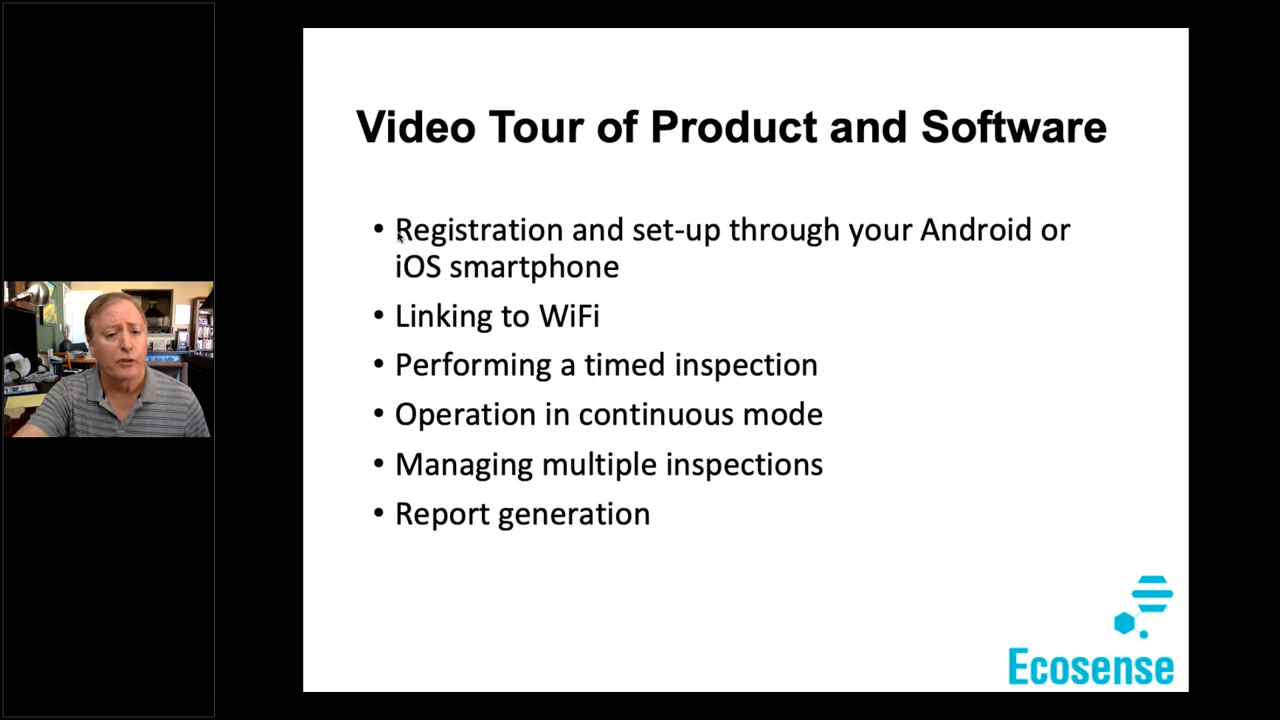 Video Tour of Product and Software
• Registration and set-up through your Android or
iOS smartphone
• Linking to WiFi
• Performing a timed inspection
• Operation in continuous mode
• Managing multiple inspections
• Report generation
Ecosense